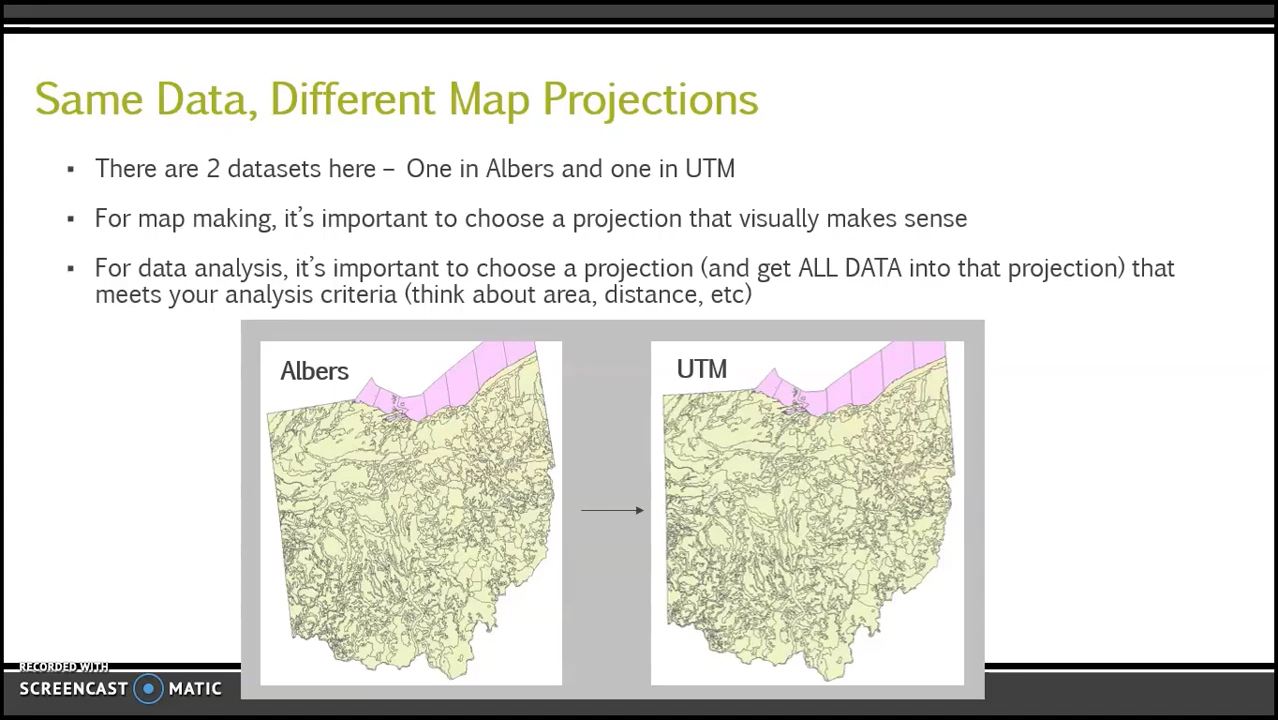 Same Data, Different Map Projections
▪ There are 2 datasets here – One in Albers and one in UTM
▪ For map making, it's important to choose a projection that visually makes sense
▪ For data analysis, it's important to choose a projection (and get ALL DATA into that projection) that
meets your analysis criteria (think about area, distance, etc)
Albers
UTM
RECORDED WITH
SCREENCAST MATIC